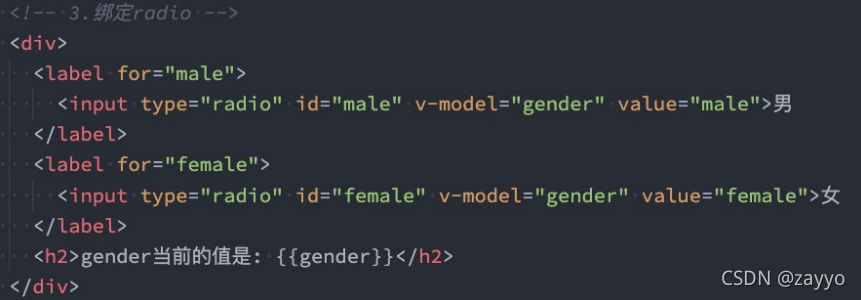 <!-- 3.绑定radio -->
<div>
<label for="male">
<input type="radio" id="male" v-model="gender" value="male">男
</label>
<label for="female">
<input type="radio" id="female" v-model="gender" value="female">女
</label>
<h2>gender当前的值是: {{gender}}</h2>
</div>
CSDN @zayyo